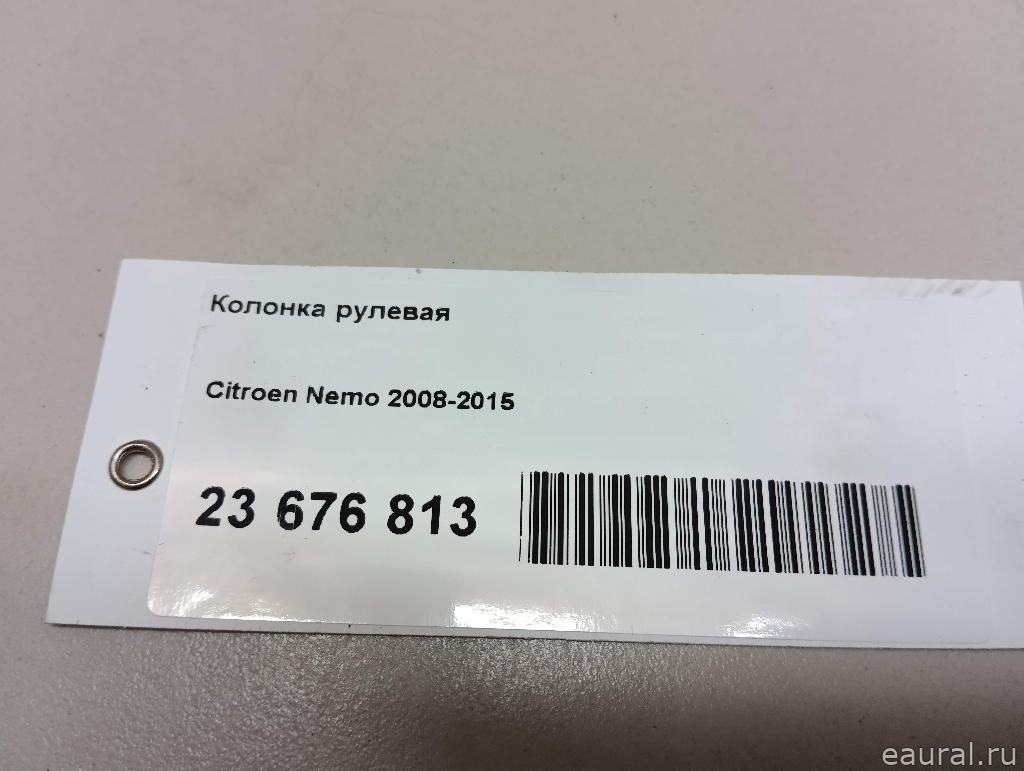 Колонка рулевая
Citroen Nemo 2008-2015
23 676 813
eaural.ru